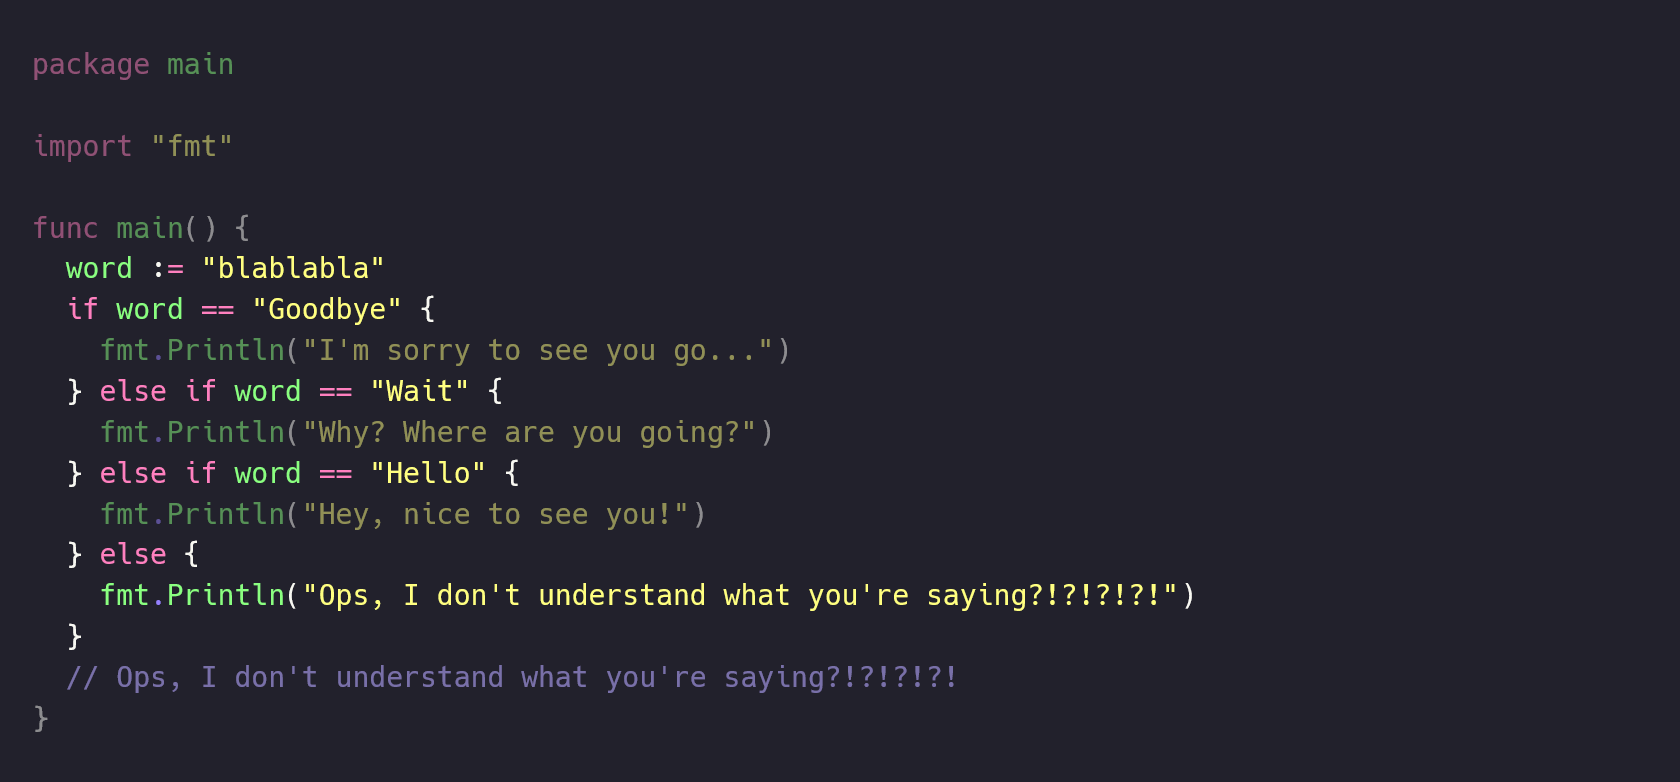 package main

import "fmt"

func main() {
  word := "blablabla"
  if word == "Goodbye" {
    fmt.Println("I'm sorry to see you go...")
  } else if word == "Wait" {
    fmt.Println("Why? Where are you going?")
  } else if word == "Hello" {
    fmt.Println("Hey, nice to see you!")
  } else {
    fmt.Println("Ops, I don't understand what you're saying?!?!?!?!")
  }
  // Ops, I don't understand what you're saying?!?!?!?!
}